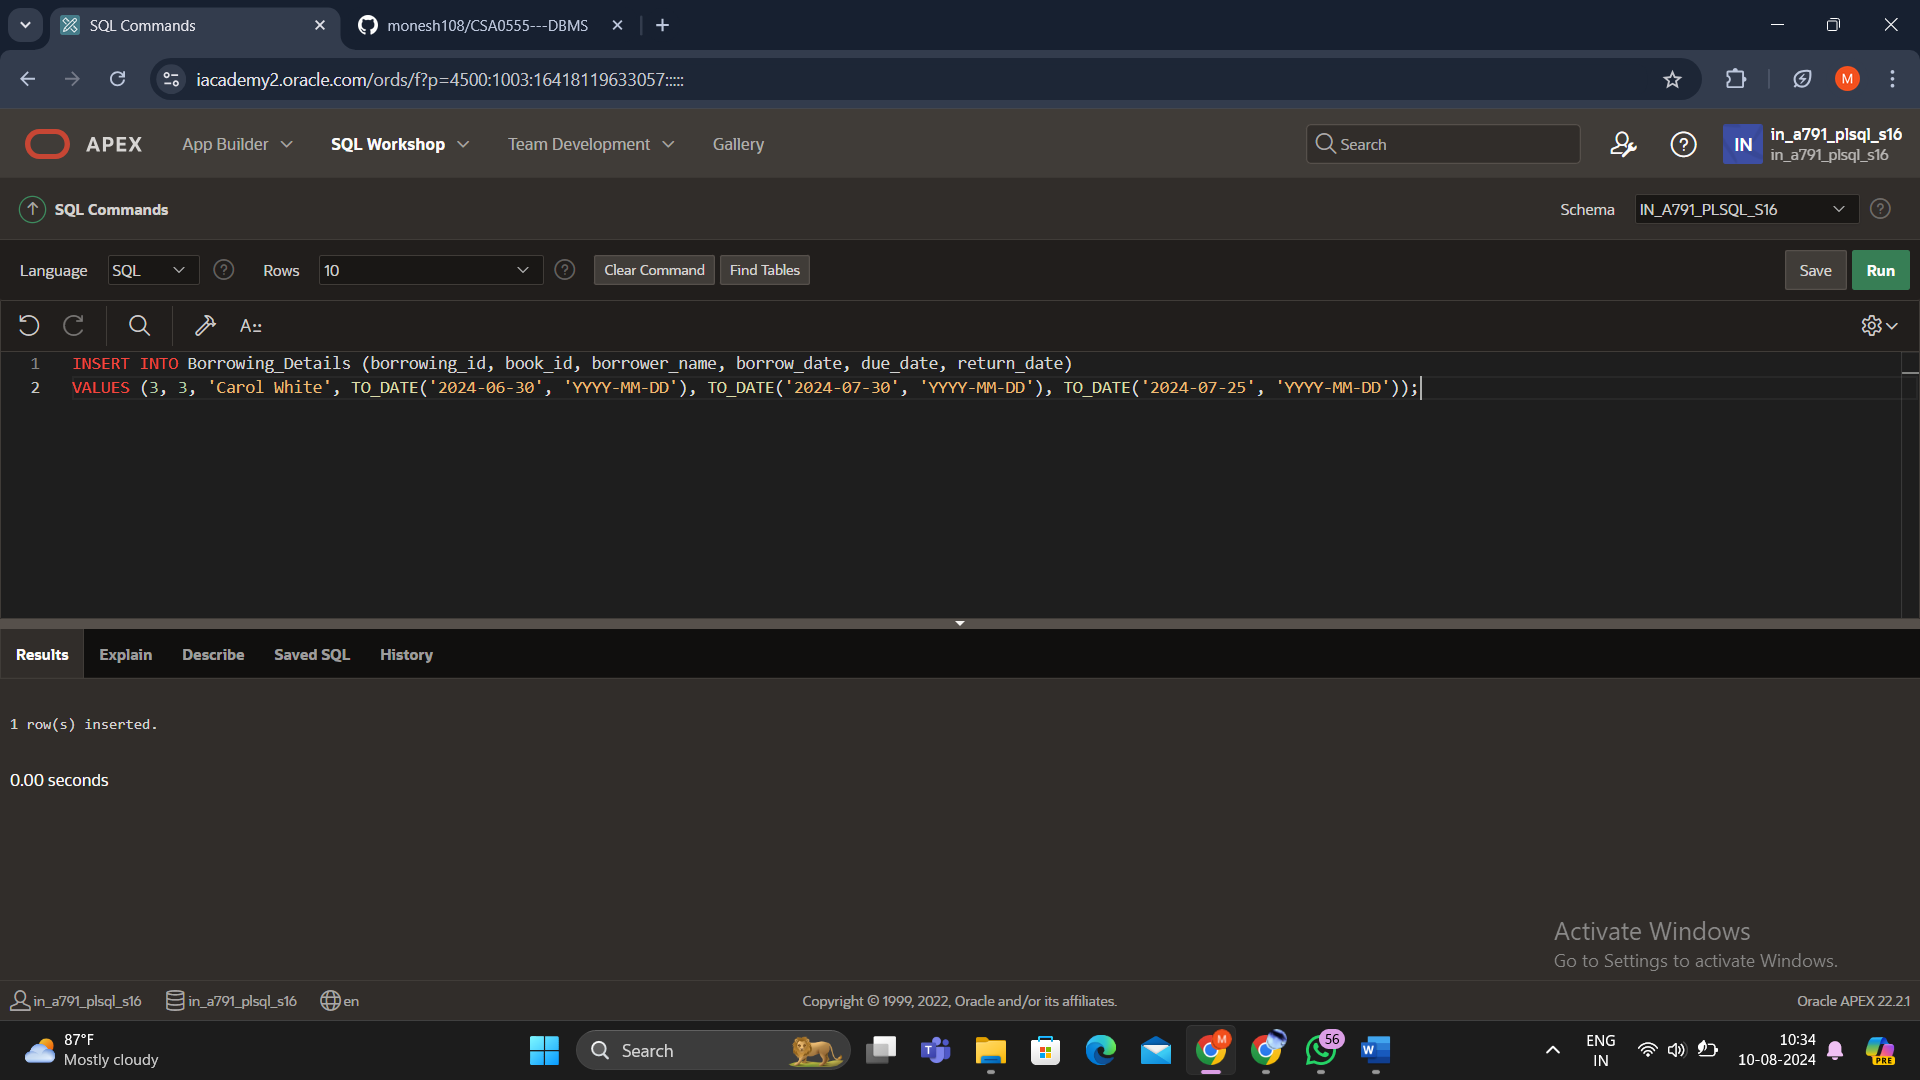 SQL Commands
monesh108/CSA0555---DBMS
iacademy2.oracle.com/ords/f?p=4500:1003:16418119633057:::::
M
APEX
App Builder
SQL Workshop
Team Development
Gallery
Search
IN
in_a791_plsql_s16
in_a791_plsql_s16
SQL Commands
Schema
IN_A791_PLSQL_S16
Language
SQL
Rows
10
Clear Command
Find Tables
Save
Run
1 INSERT INTO Borrowing_Details (borrowing_id, book_id, borrower_name, borrow_date, due_date, return_date)
2 VALUES (3, 3, 'Carol White', TO_DATE('2024-06-30', 'YYYY-MM-DD'), TO_DATE('2024-07-30', 'YYYY-MM-DD'), TO_DATE('2024-07-25', 'YYYY-MM-DD'));
Results
Explain
Describe
Saved SQL
History
1 row(s) inserted.
0.00 seconds
Activate Windows
Go to Settings to activate Windows.
in_a791_plsql_s16
in_a791_plsql_s16
en
Copyright © 1999, 2022, Oracle and/or its affiliates.
Oracle APEX 22.2.1
87°F
Mostly cloudy
Search
M
56
ENG
IN
10:34
10-08-2024
PRE